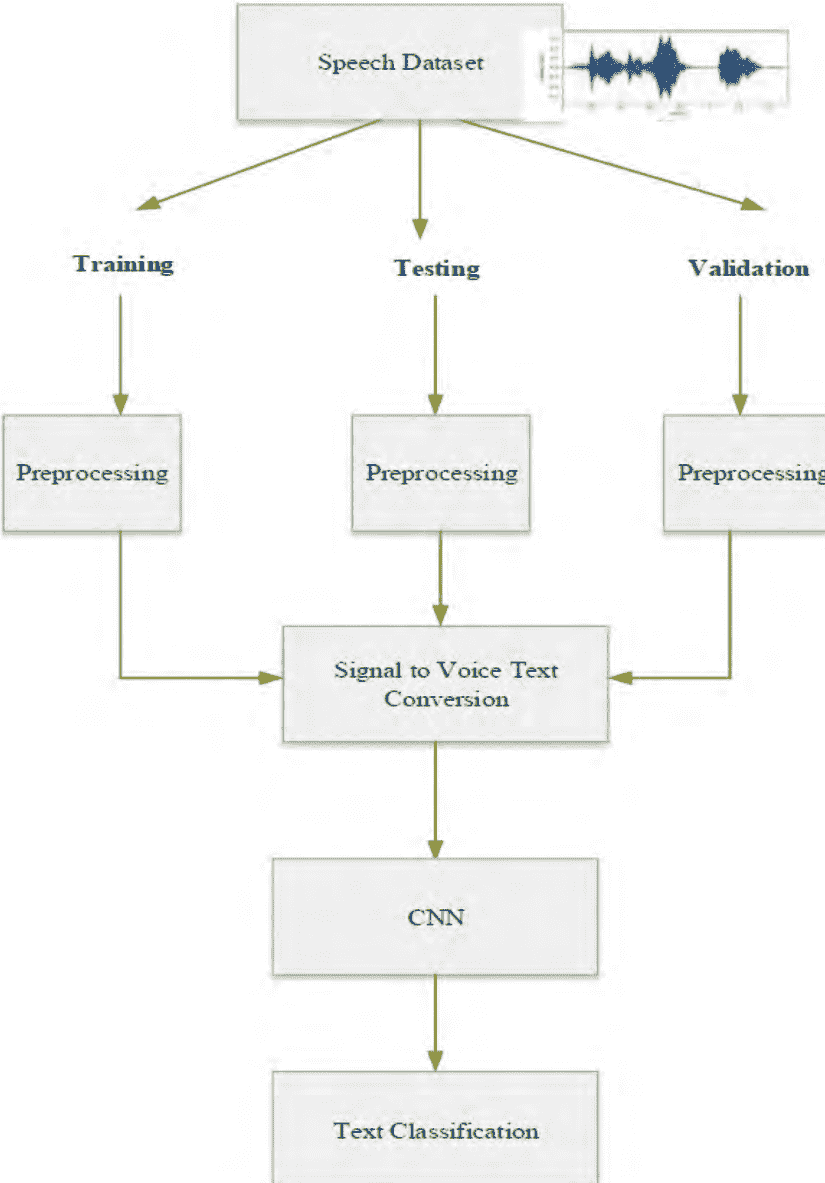 Speech Dataset
Training
Testing
Validation
Preprocessing
Preprocessing
Preprocessing
Signal to Voice Text
Conversion
CNN
Text Classification